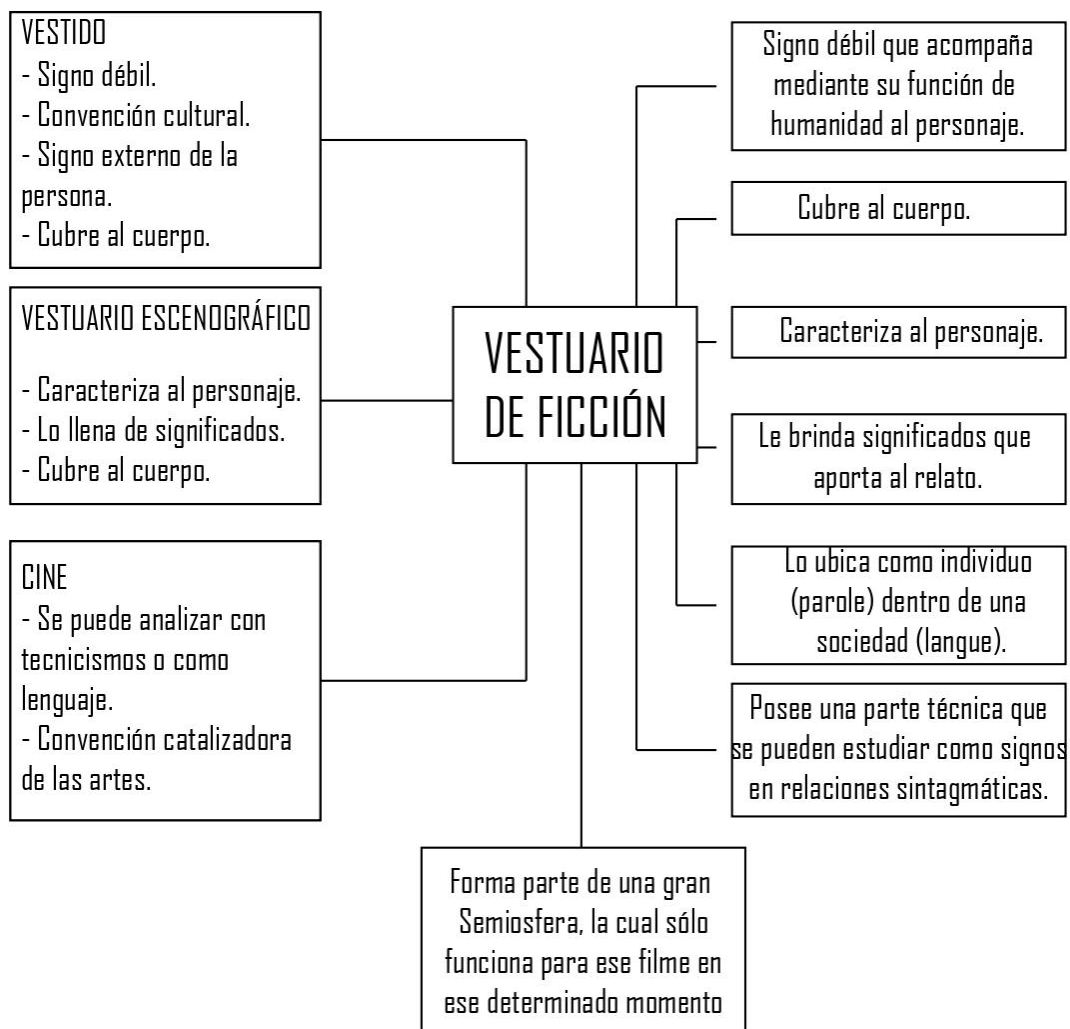 VESTIDO
- Signo débil.
- Convención cultural.
- Signo externo de la
persona.
- Cubre al cuerpo.
VESTUARIO ESCENOGRÁFICO
- Caracteriza al personaje.
- Lo llena de significados.
- Cubre al cuerpo.
CINE
- Se puede analizar con
tecnicismos o como
lenguaje.
- Convención catalizadora
de las artes.
VESTUARIO
DE FICCIÓN
Signo débil que acompaña
mediante su función de
humanidad al personaje.
Cubre al cuerpo.
Caracteriza al personaje.
Le brinda significados que
aporta al relato.
Lo ubica como individuo
(parole) dentro de una
sociedad (langue).
Posee una parte técnica que
se pueden estudiar como signos
en relaciones sintagmáticas.
Forma parte de una gran
Semiosfera, la cual sólo
funciona para ese filme en
ese determinado momento